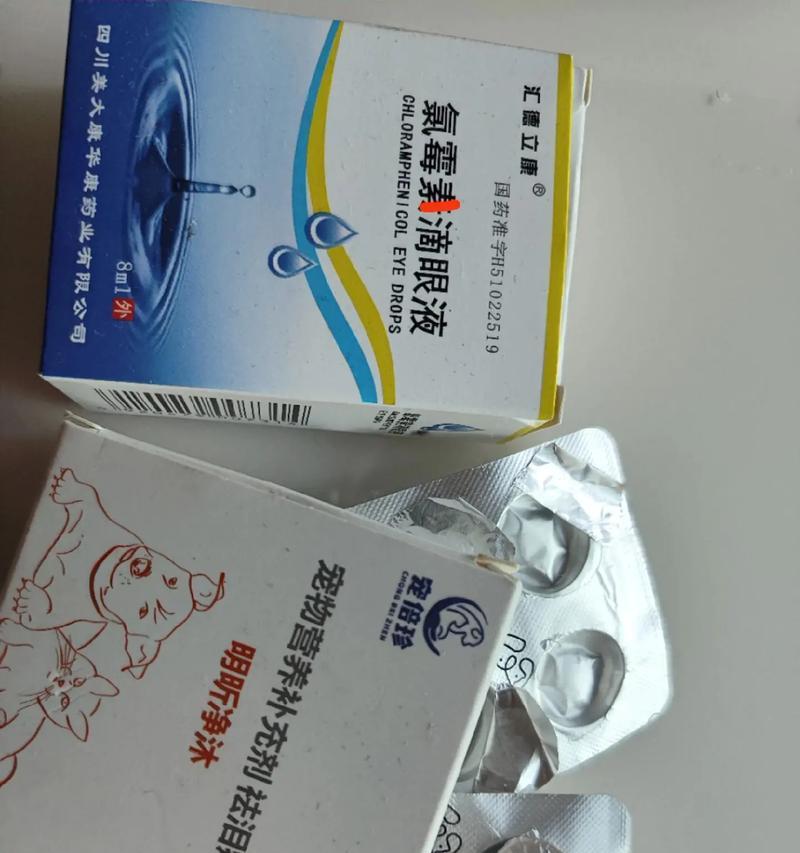 汇德立康®
国药准字H51022519
氯霉素滴眼液
CHLORAMPHENICOL EYE DROPS
8ml 外
四川美大康华康药业有限公司
宠倍珍
CHONG BEI ZHEN
宠物营养补充剂 祛泪
明昕净冰